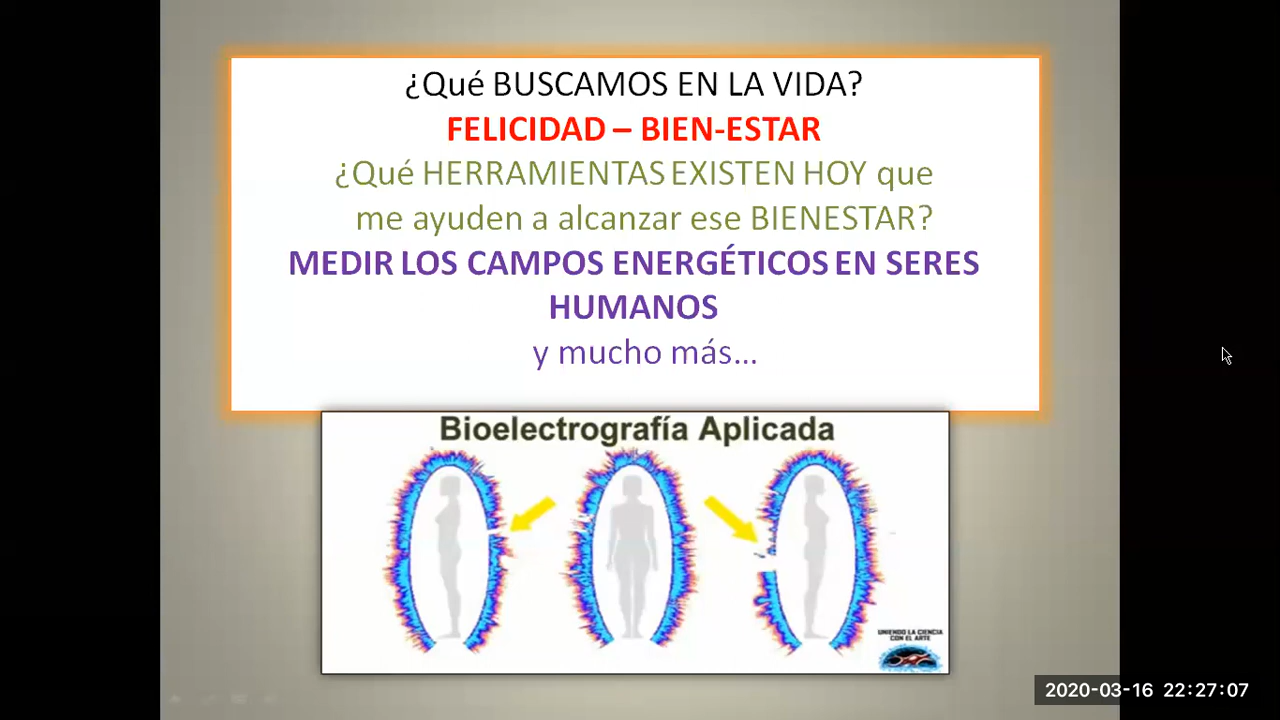 ¿Qué BUSCAMOS EN LA VIDA?
FELICIDAD – BIEN-ESTAR
¿Qué HERRAMIENTAS EXISTEN HOY que
me ayuden a alcanzar ese BIENESTAR?
MEDIR LOS CAMPOS ENERGÉTICOS EN SERES
HUMANOS
y mucho más...
Bioelectrografía Aplicada
UNIENDO LA CIENCIA
CON EL ARTE
2020-03-16 22:27:07